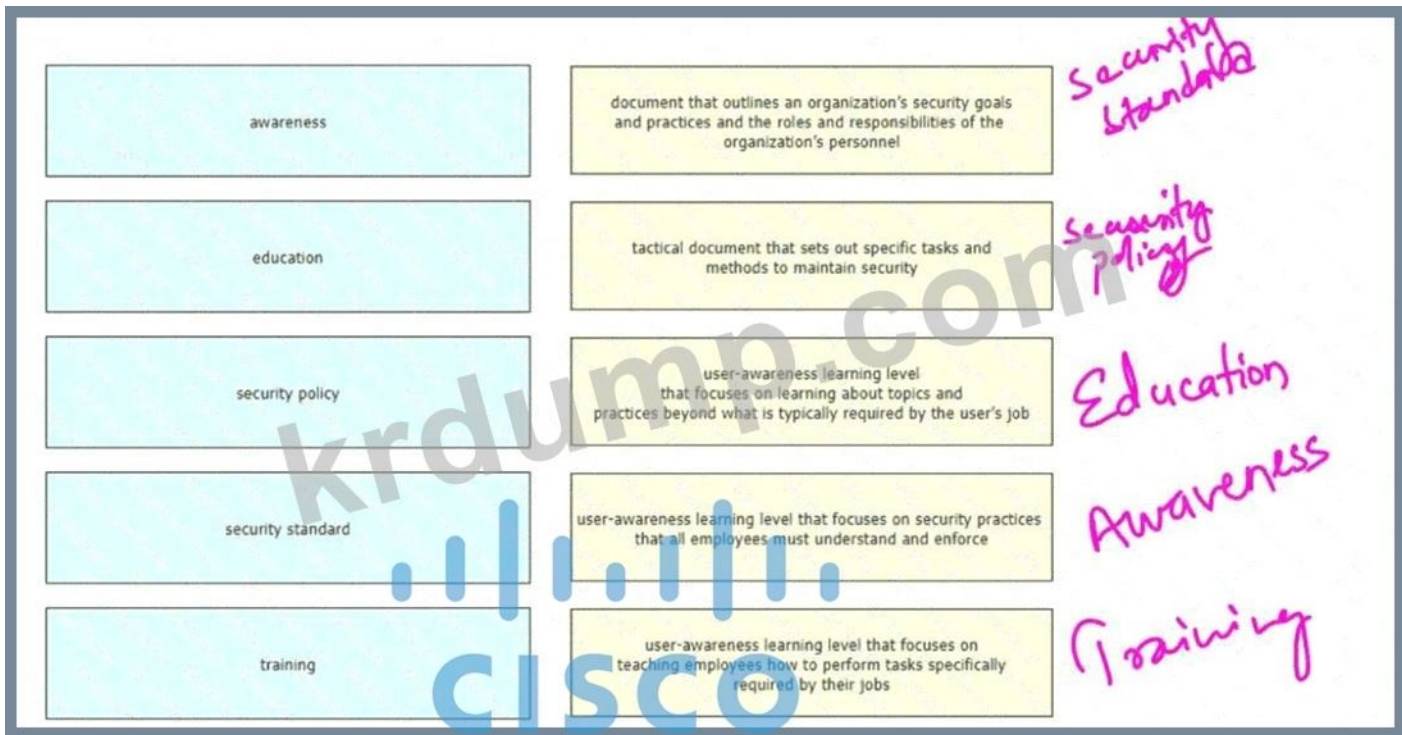 awareness
document that outlines an organization's security goals
and practices and the roles and responsibilities of the
organization's personnel
security
standard
education
tactical document that sets out specific tasks and
methods to maintain security
security
policy
security policy
user-awareness learning level
that focuses on learning about topics and
practices beyond what is typically required by the user's job
Education
security standard
user-awareness learning level that focuses on security practices
that all employees must understand and enforce
Awareness
training
user-awareness learning level that focuses on
teaching employees how to perform tasks specifically
required by their jobs
Training
krdump.com
CISCO